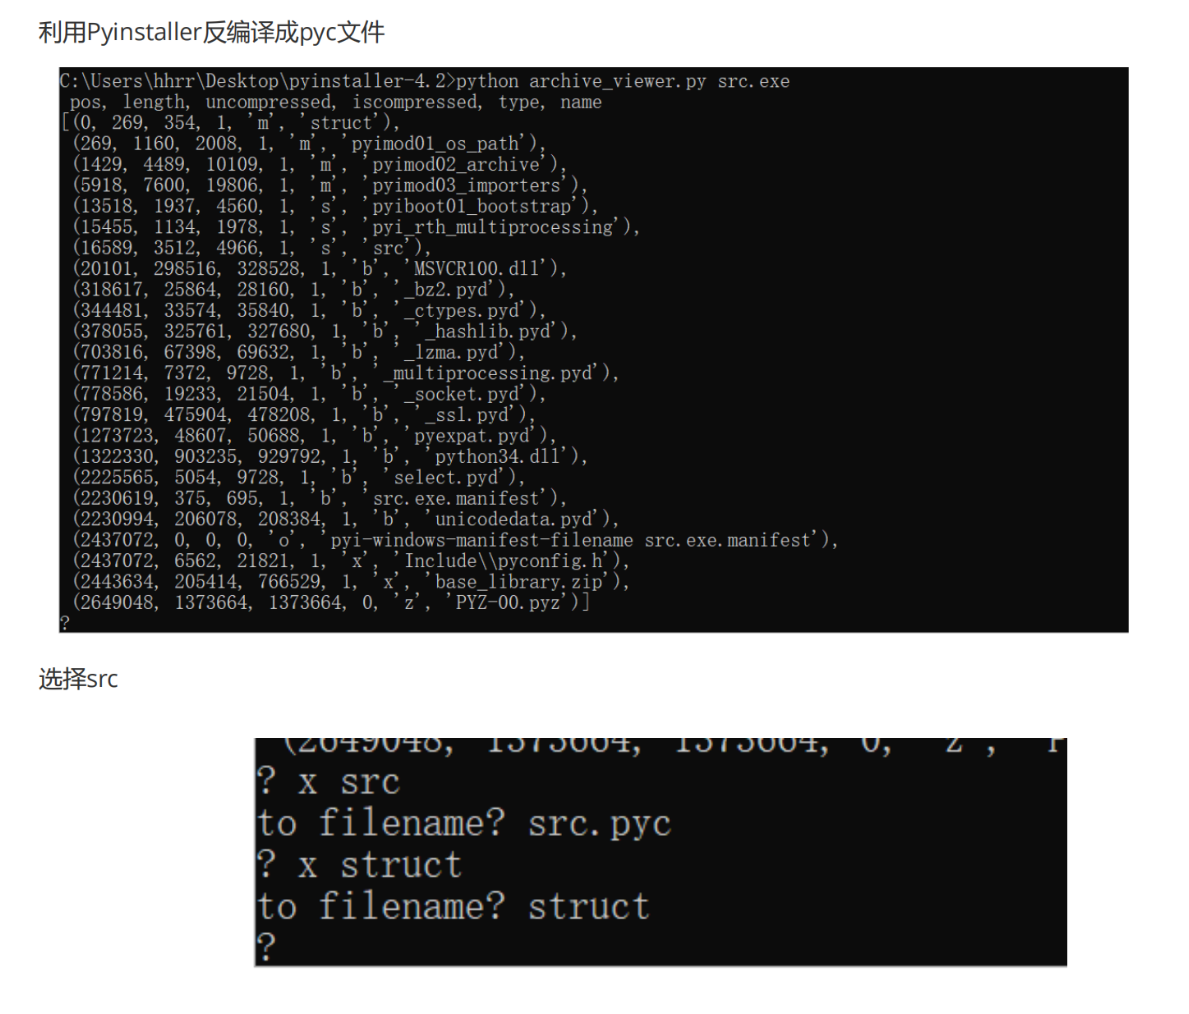 利用Pyinstaller反编译成pyc文件
C:\Users\hhrr\Desktop\pyinstaller-4.2>python archive_viewer.py src.exe
pos, length, uncompressed, iscompressed, type, name
[(0, 269, 354, 1, 'm', 'struct'),
(269, 1160, 2008, 1, 'm', 'pyimod01_os_path'),
(1429, 4489, 10109, 1, 'm', 'pyimod02_archive'),
(5918, 7600, 19806, 1, 'm', 'pyimod03_importers'),
(13518, 1937, 4560, 1, 's', 'pyiboot01_bootstrap'),
(15455, 1134, 1978, 1, 's', 'pyi_rth_multiprocessing'),
(16589, 3512, 4966, 1, 's', 'src'),
(20101, 298516, 328528, 1, 'b', 'MSVCR100.dll'),
(318617, 25864, 28160, 1, 'b', '_bz2.pyd'),
(344481, 33574, 35840, 1, 'b', '_ctypes.pyd'),
(378055, 325761, 327680, 1, 'b', '_hashlib.pyd'),
(703816, 67398, 69632, 1, 'b', '_lzma.pyd'),
(771214, 7372, 9728, 1, 'b', '_multiprocessing.pyd'),
(778586, 19233, 21504, 1, 'b', '_socket.pyd'),
(797819, 475904, 478208, 1, 'b', '_ssl.pyd'),
(1273723, 48607, 50688, 1, 'b', 'pyexpat.pyd'),
(1322330, 903235, 929792, 1, 'b', 'python34.dll'),
(2225565, 5054, 9728, 1, 'b', 'select.pyd'),
(2230619, 375, 695, 1, 'b', 'src.exe.manifest'),
(2230994, 206078, 208384, 1, 'b', 'unicodedata.pyd'),
(2437072, 0, 0, 0, 'o', 'pyi-windows-manifest-filename src.exe.manifest'),
(2437072, 6562, 21821, 1, 'x', 'Include\\pyconfig.h'),
(2443634, 205414, 766529, 1, 'x', 'base_library.zip'),
(2649048, 1373664, 1373664, 0, 'z', 'PYZ-00.pyz')]
?
选择src
(2649048, 1373664, 1373664, 0, 'z', 'P
? x src
to filename? src.pyc
? x struct
to filename? struct
?